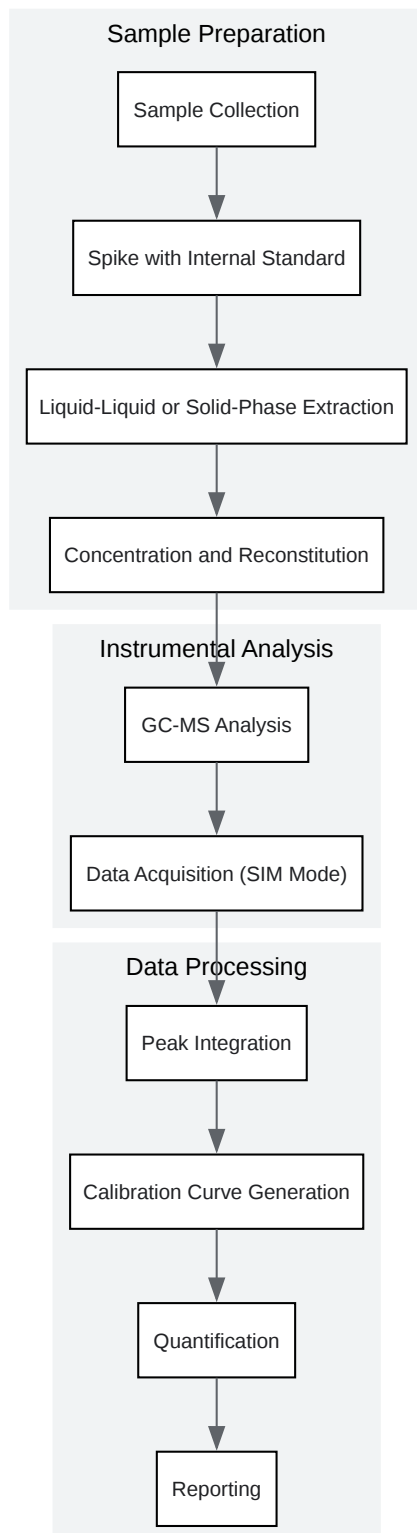 Sample Preparation
Sample Collection
Spike with Internal Standard
Liquid-Liquid or Solid-Phase Extraction
Concentration and Reconstitution
Instrumental Analysis
GC-MS Analysis
Data Acquisition (SIM Mode)
Data Processing
Peak Integration
Calibration Curve Generation
Quantification
Reporting